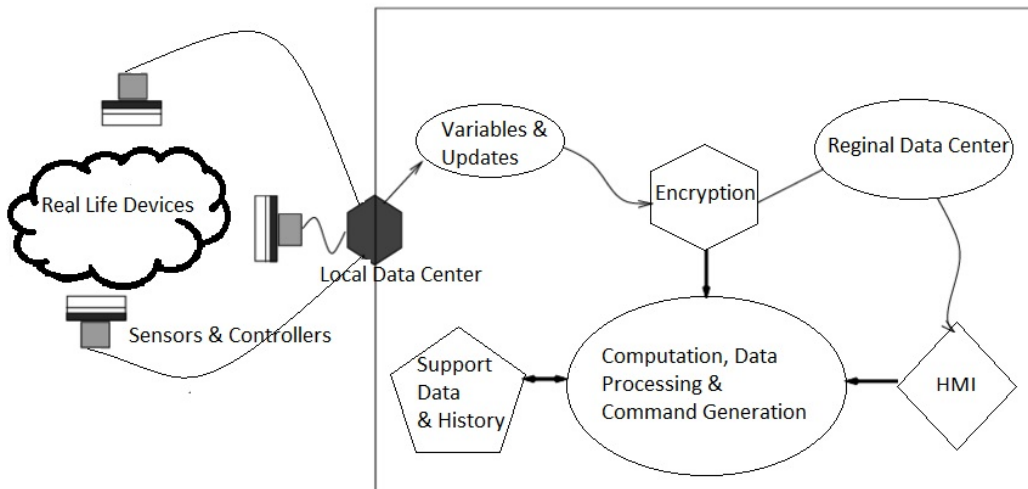 Real Life Devices
Sensors & Controllers
Local Data Center
Variables &
Updates
Encryption
Reginal Data Center
Support
Data
& History
Computation, Data
Processing &
Command Generation
HMI